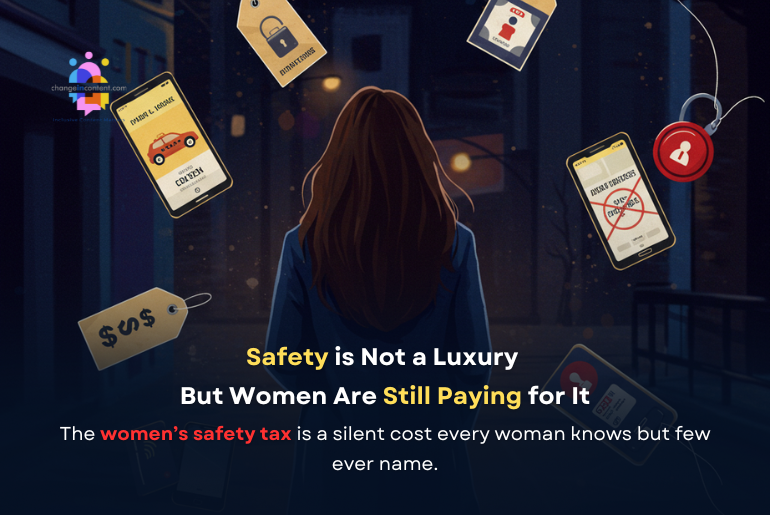 changeincontent.com
$$$
Safety is Not a Luxury
But Women Are Still Paying for It
The women's safety tax is a silent cost every woman knows but few
ever name.